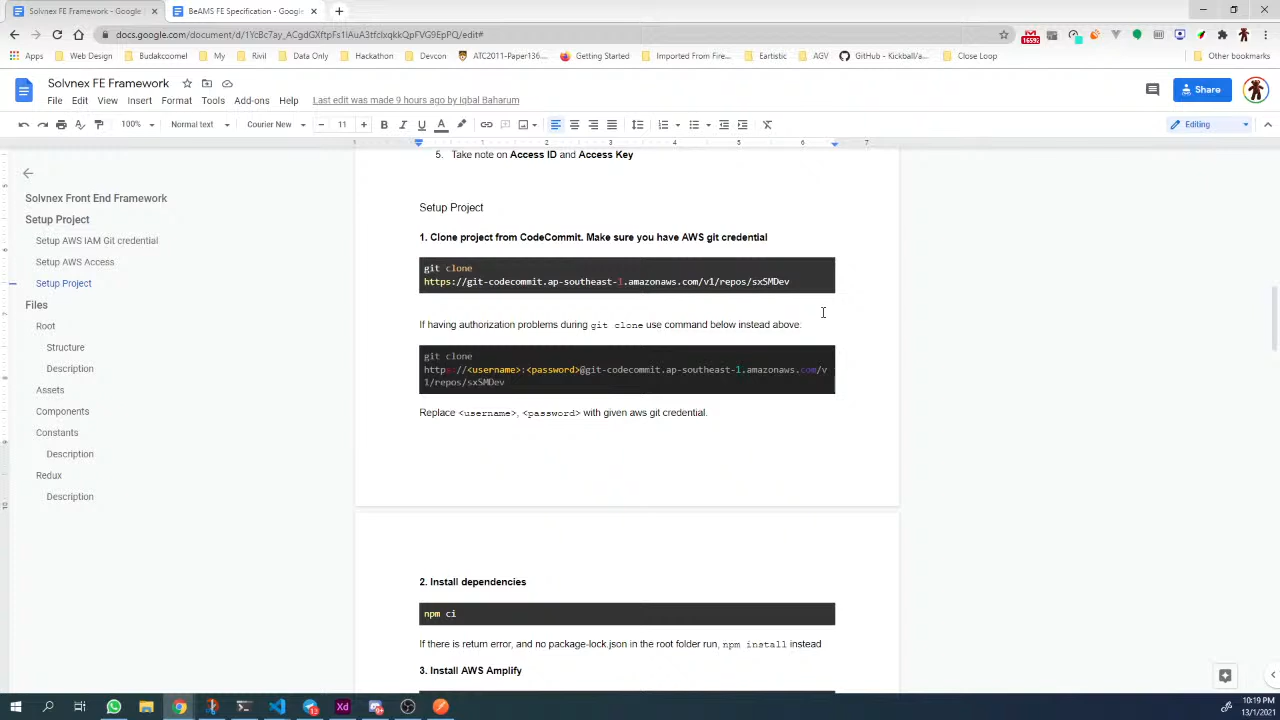 Solvnex FE Framework - Google
BeAMS FE Specification - Google
Apps
Web Design
Budakcomel
My
Rivil
Data Only
Hackathon
Devcon
ATC2011-Paper136...
Getting Started
Imported From Fire...
Eartistic
AGV
GitHub - Kickball/a...
Close Loop
Other bookmarks
Solvnex FE Framework
File Edit View Insert Format Tools Add-ons Help
Last edit was made 9 hours ago by Iqbal Baharum
Share
100%
Normal text
Courier New
11
Editing
5. Take note on Access ID and Access Key
Solvnex Front End Framework
Setup Project
Setup AWS IAM Git credential
Setup AWS Access
Setup Project
Files
Root
Structure
Description
Assets
Components
Constants
Description
Redux
Description
Setup Project
1. Clone project from CodeCommit. Make sure you have AWS git credential
git clone
https://git-codecommit.ap-southeast-1.amazonaws.com/v1/repos/sxSMDev
If having authorization problems during git clone use command below instead above:
git clone
https://<username>:<password>@git-codecommit.ap-southeast-1.amazonaws.com/v
1/repos/sxSMDev
Replace <username>, <password> with given aws git credential.
2. Install dependencies
npm ci
If there is return error, and no package-lock.json in the root folder run, npm install instead
3. Install AWS Amplify
10:19 PM
13/1/2021